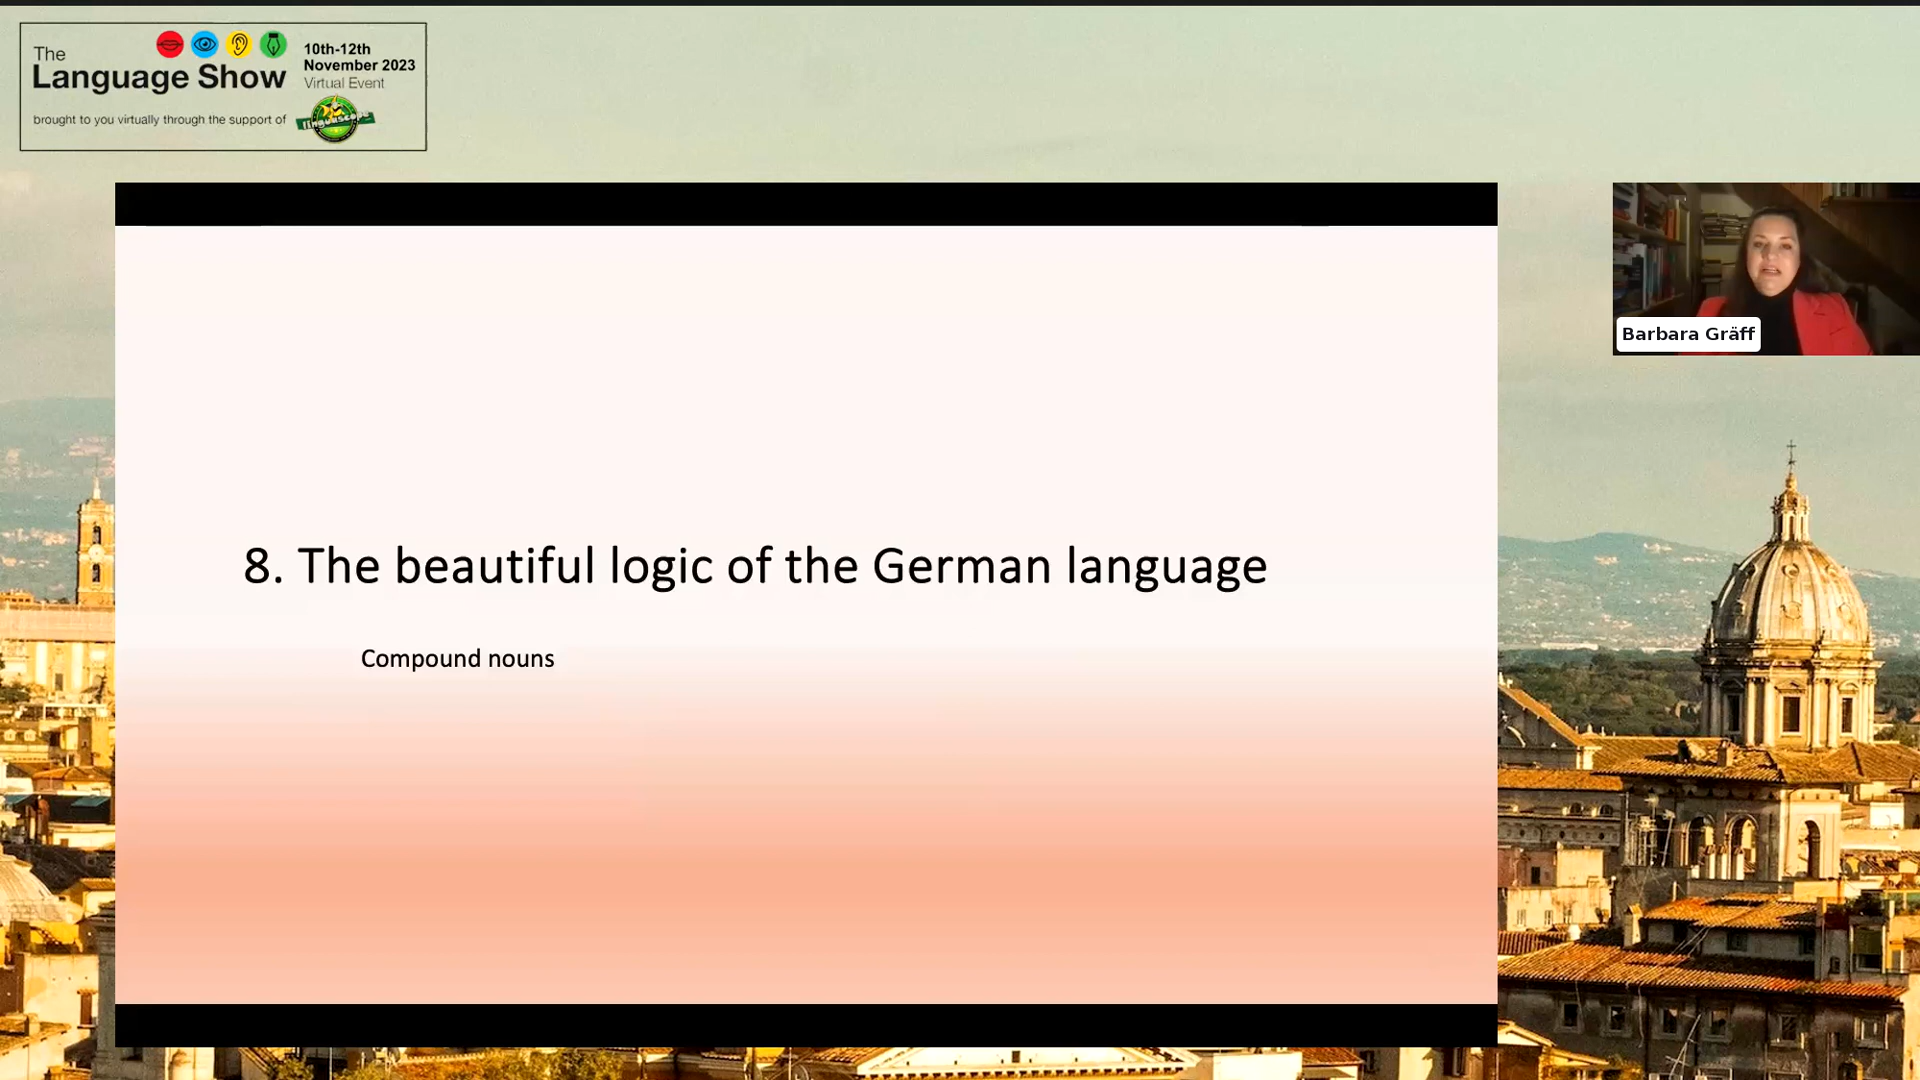 The
Language Show
10th-12th
November 2023
Virtual Event
brought to you virtually through the support of
linguascope
8. The beautiful logic of the German language
Compound nouns
Barbara Gräff